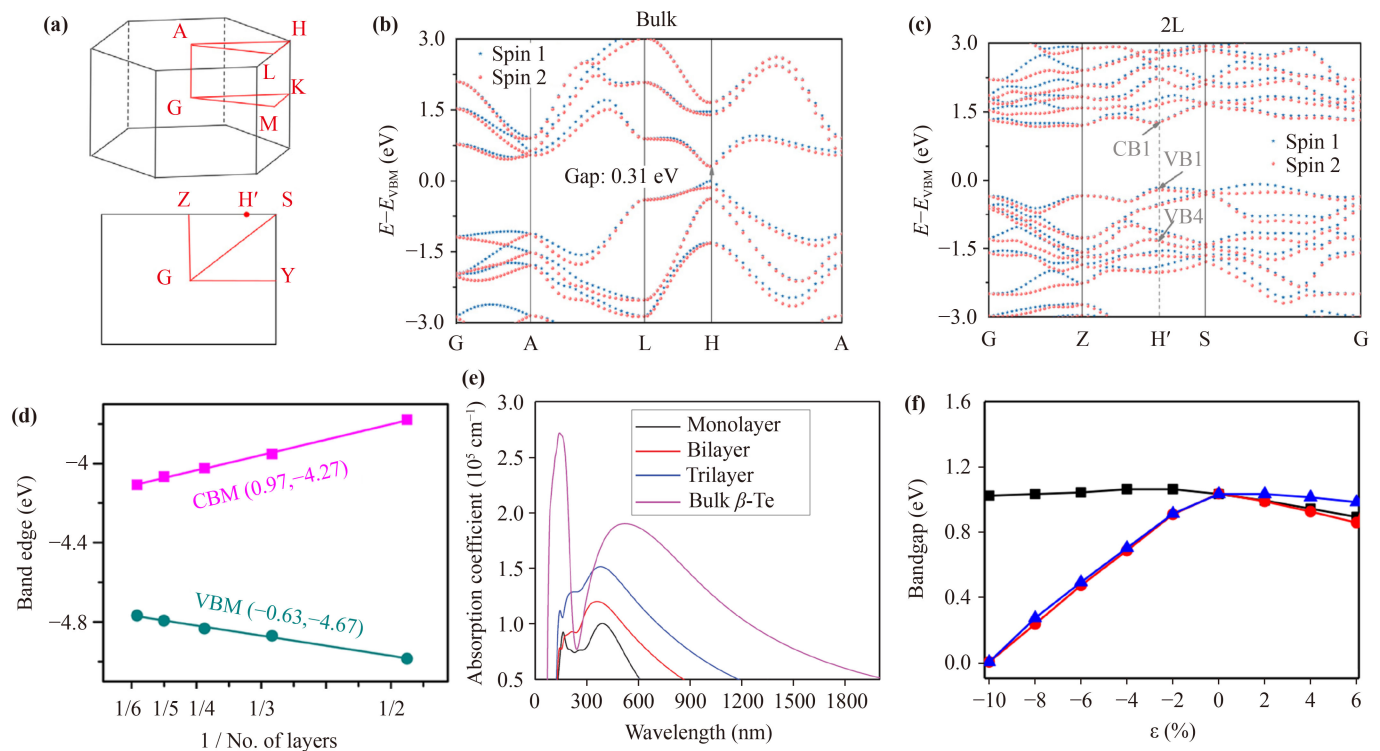 (a)
A
H
L
K
G
M
Z
H′
S
G
Y
(b)
Bulk
Spin 1
Spin 2
Gap: 0.31 eV
E−E_VBM (eV)
3.0
1.5
0.0
−1.5
−3.0
G A L H A
(c)
2L
CB1
VB1
VB4
Spin 1
Spin 2
E−E_VBM (eV)
3.0
1.5
0.0
−1.5
−3.0
G Z H′ S G
(d)
CBM (0.97,−4.27)
VBM (−0.63,−4.67)
Band edge (eV)
−4
−4.4
−4.8
1/6 1/5 1/4 1/3 1/2
1 / No. of layers
(e)
Monolayer
Bilayer
Trilayer
Bulk β-Te
Absorption coefficient (10⁵ cm⁻¹)
3.0
2.5
2.0
1.5
1.0
0.5
0 300 600 900 1200 1500 1800
Wavelength (nm)
(f)
Bandgap (eV)
1.6
1.2
0.8
0.4
0.0
−10 −8 −6 −4 −2 0 2 4 6
ε (%)